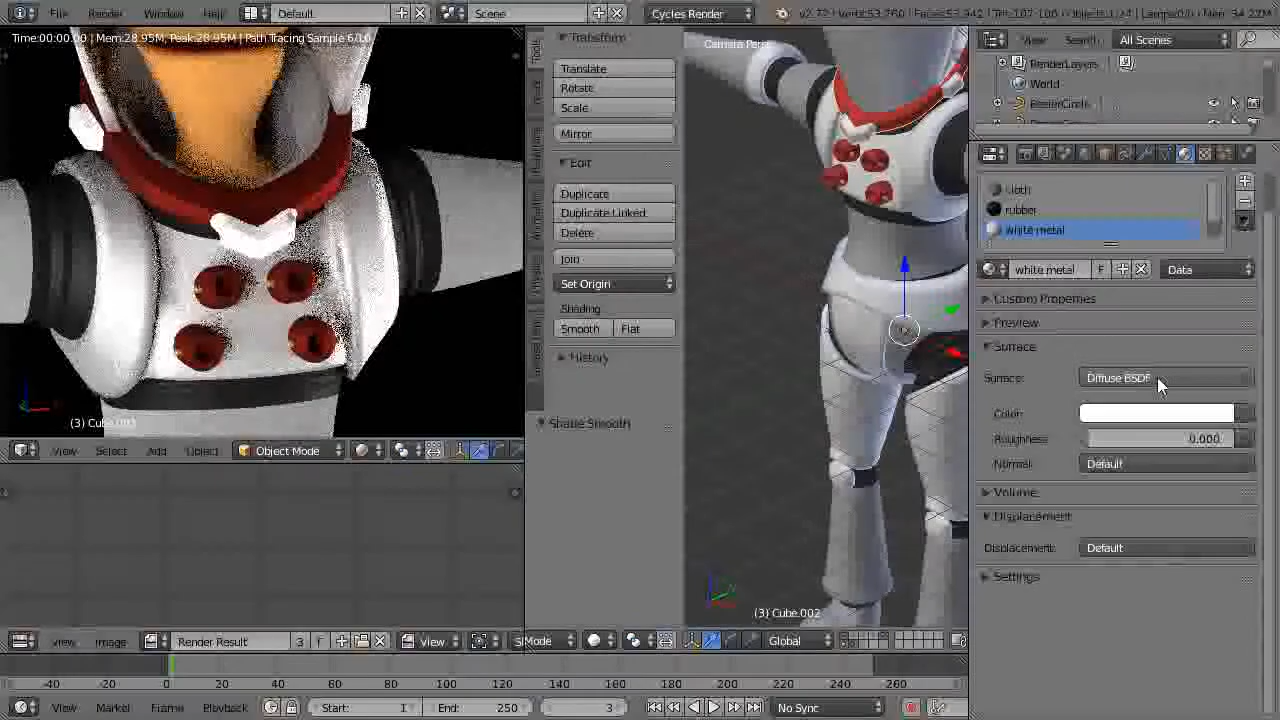 File Render Window Help Default Scene Cycles Render
Time:00:00.00 | Mem:28.95M, Peak:28.95M | Path Tracing Sample 6/10
(3) Cube.003
View Select Add Object Object Mode
View Image Render Result 3 F View
Transform
Translate
Rotate
Scale
Mirror
Edit
Duplicate
Duplicate Linked
Delete
Join
Set Origin
Shading
Smooth Flat
History
Shade Smooth
Camera Persp
(3) Cube.002
Mode Global
View Search All Scenes
RenderLayers
World
BezierCircle
cloth
rubber
white metal
white metal F Data
Custom Properties
Preview
Surface
Surface: Diffuse BSDF
Color:
Roughness: 0.000
Normal: Default
Volume
Displacement
Displacement: Default
Settings
-40 -20 0 20 40 60 80 100 120 140 160 180 200 220 240 260
View Marker Frame Playback Start: 1 End: 250 3 No Sync